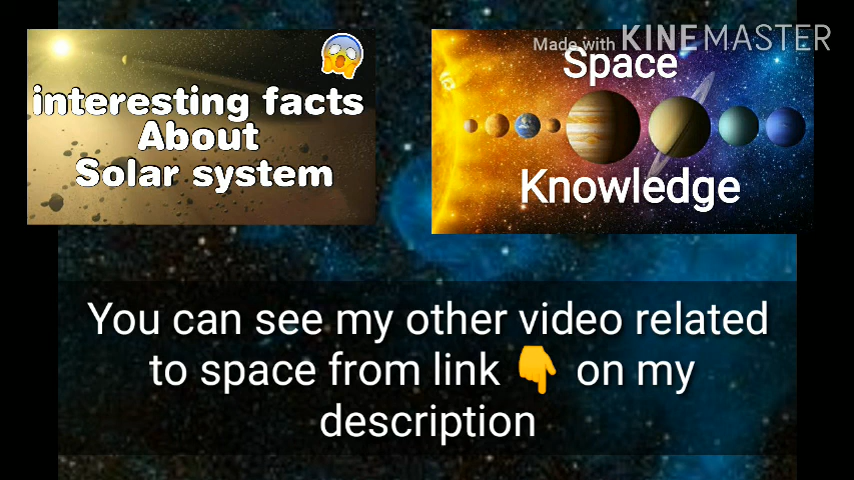 Made with KINEMASTER
interesting facts
About
Solar system
Space
Knowledge
You can see my other video related
to space from link 👇 on my
description